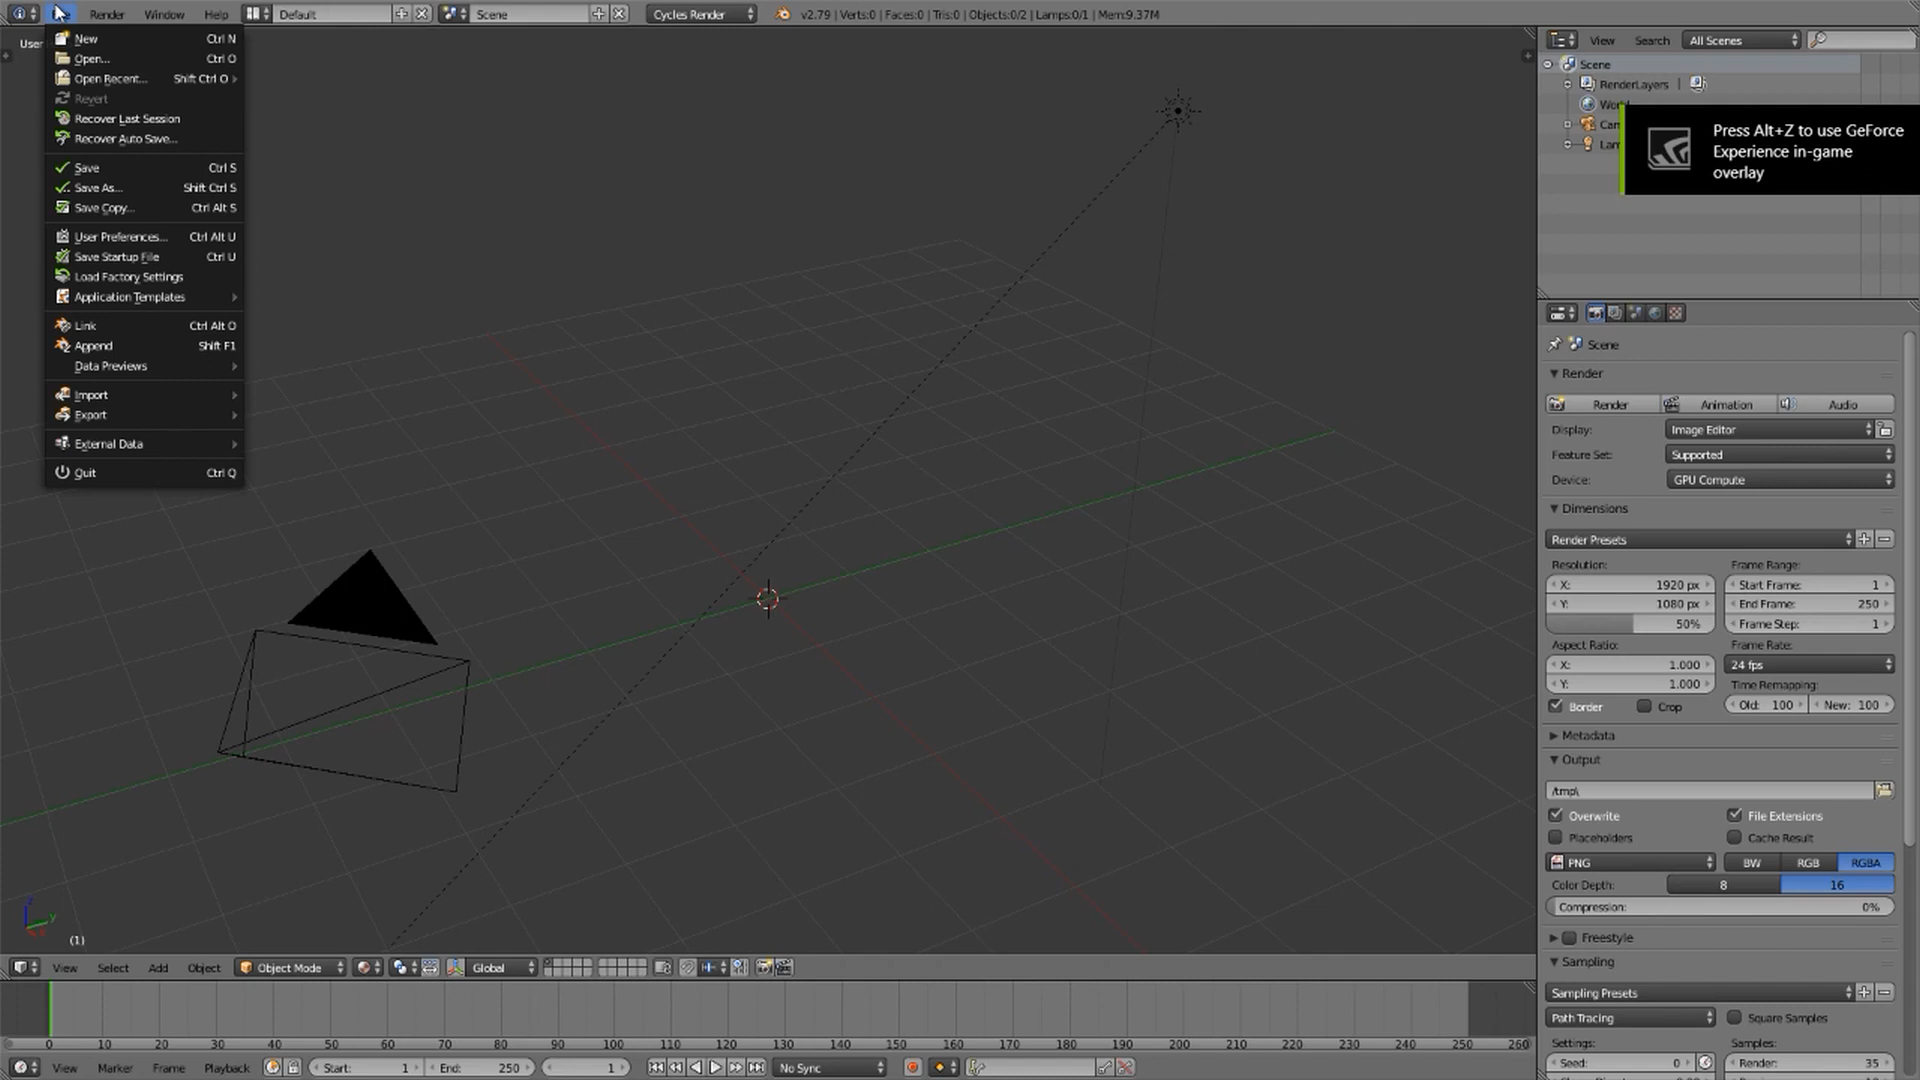 Render Window Help Default Scene Cycles Render v2.79 | Verts:0 | Faces:0 | Tris:0 | Objects:0/2 | Lamps:0/1 | Mem:9.37M
User
New Ctrl N
Open... Ctrl O
Open Recent... Shift Ctrl O
Revert
Recover Last Session
Recover Auto Save...
Save Ctrl S
Save As... Shift Ctrl S
Save Copy... Ctrl Alt S
User Preferences... Ctrl Alt U
Save Startup File Ctrl U
Load Factory Settings
Application Templates
Link Ctrl Alt O
Append Shift F1
Data Previews
Import
Export
External Data
Quit Ctrl Q
z
y
(1)
View Search All Scenes
Scene
RenderLayers |
Press Alt+Z to use GeForce
Experience in-game
overlay
Scene
Render
Render Animation Audio
Display: Image Editor
Feature Set: Supported
Device: GPU Compute
Dimensions
Render Presets
Resolution: Frame Range:
X: 1920 px Start Frame: 1
Y: 1080 px End Frame: 250
50% Frame Step: 1
Aspect Ratio: Frame Rate:
X: 1.000 24 fps
Y: 1.000 Time Remapping:
Border Crop Old: 100 New: 100
Metadata
Output
/tmp\
Overwrite File Extensions
Placeholders Cache Result
PNG BW RGB RGBA
Color Depth: 8 16
Compression: 0%
Freestyle
Sampling
Sampling Presets
Path Tracing Square Samples
Settings: Samples:
Seed: 0 Render: 35
View Select Add Object Object Mode Global
0 10 20 30 40 50 60 70 80 90 100 110 120 130 140 150 160 170 180 190 200 210 220 230 240 250 260
View Marker Frame Playback Start: 1 End: 250 1 No Sync